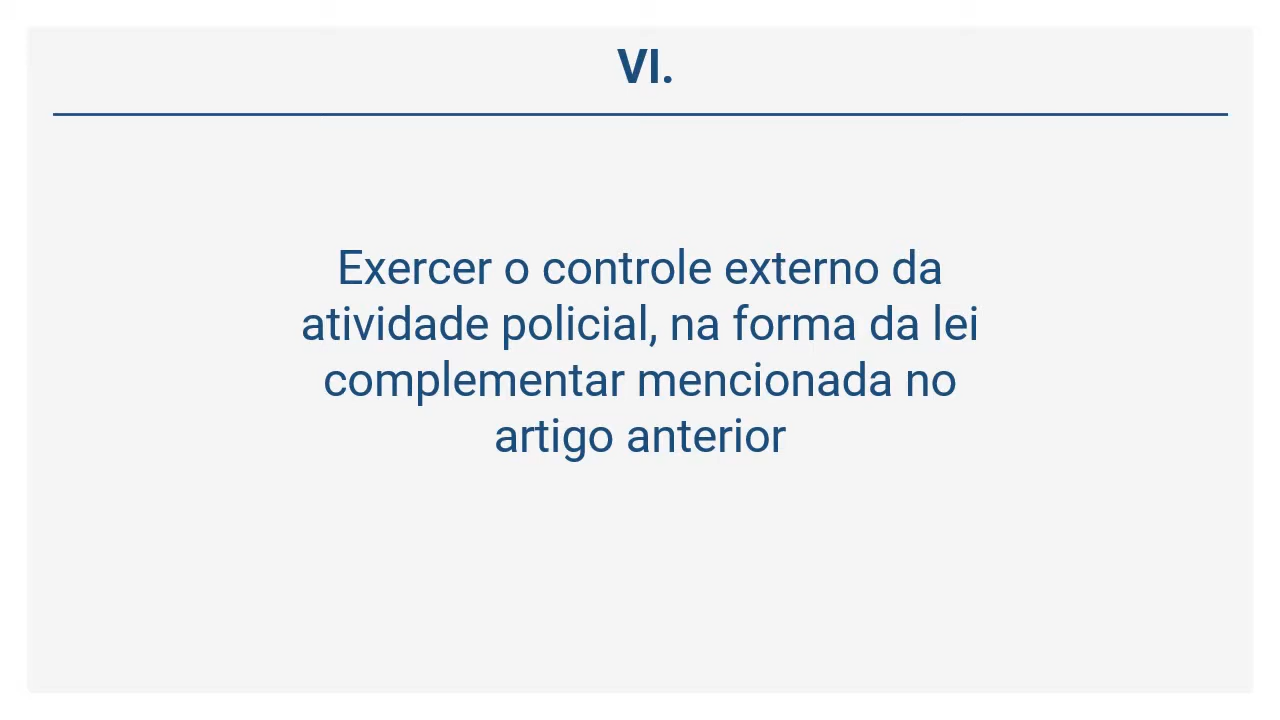 VI.
Exercer o controle externo da
atividade policial, na forma da lei
complementar mencionada no
artigo anterior